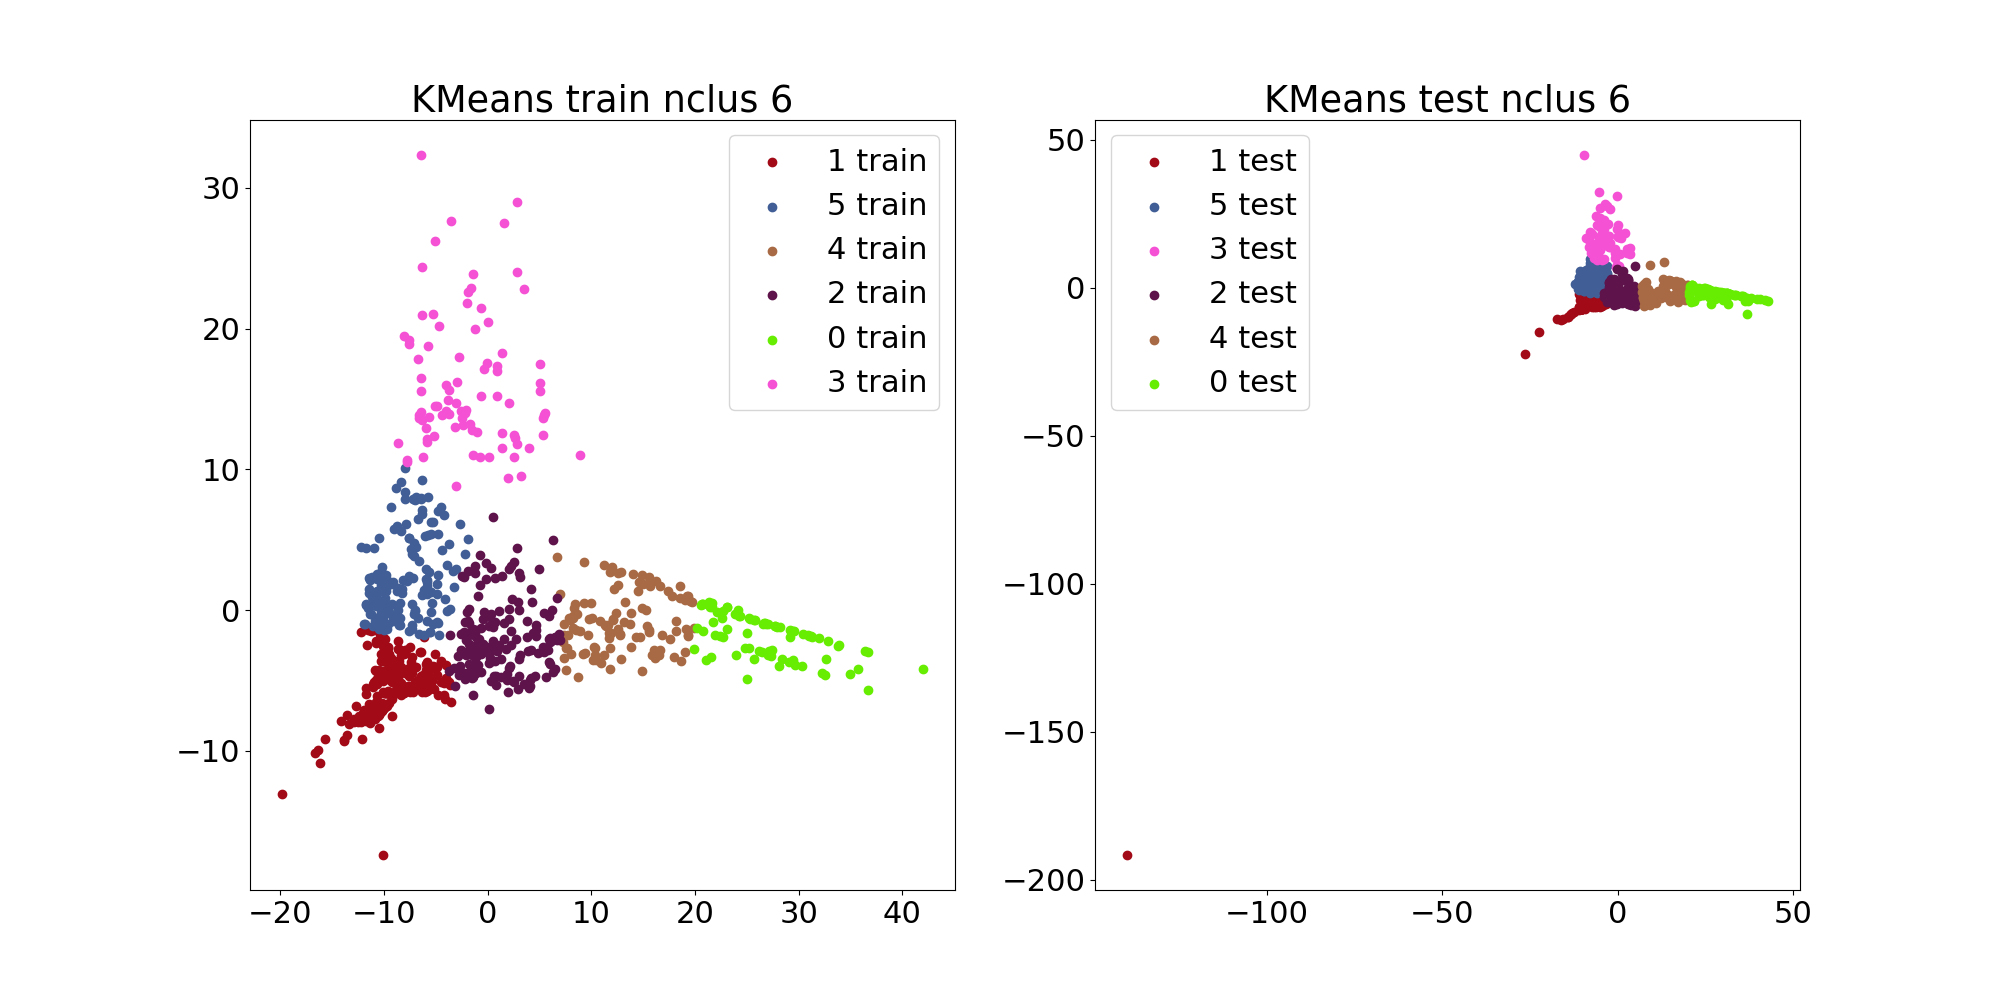 KMeans train nclus 6
30
20
10
0
−10
−20
−10
0
10
20
30
40
1 train
5 train
4 train
2 train
0 train
3 train
KMeans test nclus 6
50
0
−50
−100
−150
−200
−100
−50
0
50
1 test
5 test
3 test
2 test
4 test
0 test